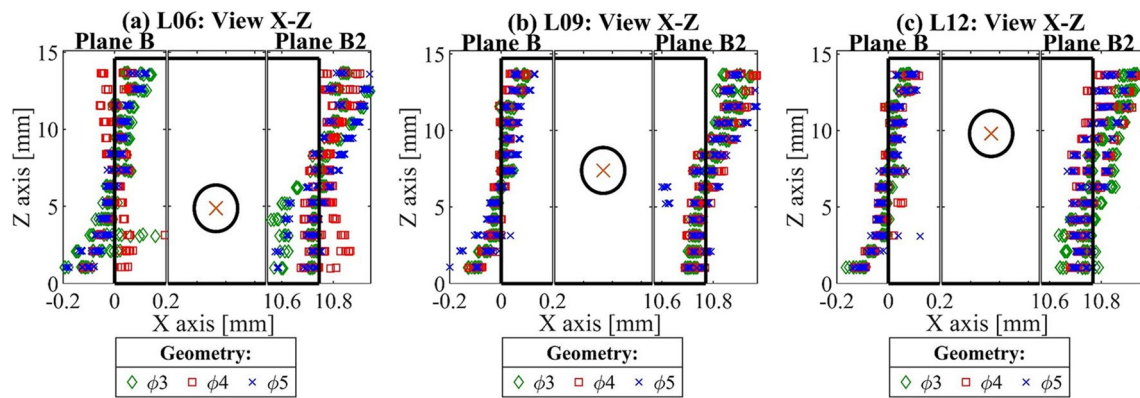 (a) L06: View X-Z
Plane B Plane B2
15
10
5
0
Z axis [mm]
-0.2 0 0.2 10.6 10.8
X axis [mm]
Geometry:
ϕ3 ϕ4 ϕ5
(b) L09: View X-Z
Plane B Plane B2
15
10
5
0
Z axis [mm]
-0.2 0 0.2 10.6 10.8
X axis [mm]
Geometry:
ϕ3 ϕ4 ϕ5
(c) L12: View X-Z
Plane B Plane B2
15
10
5
0
Z axis [mm]
-0.2 0 0.2 10.6 10.8
X axis [mm]
Geometry:
ϕ3 ϕ4 ϕ5